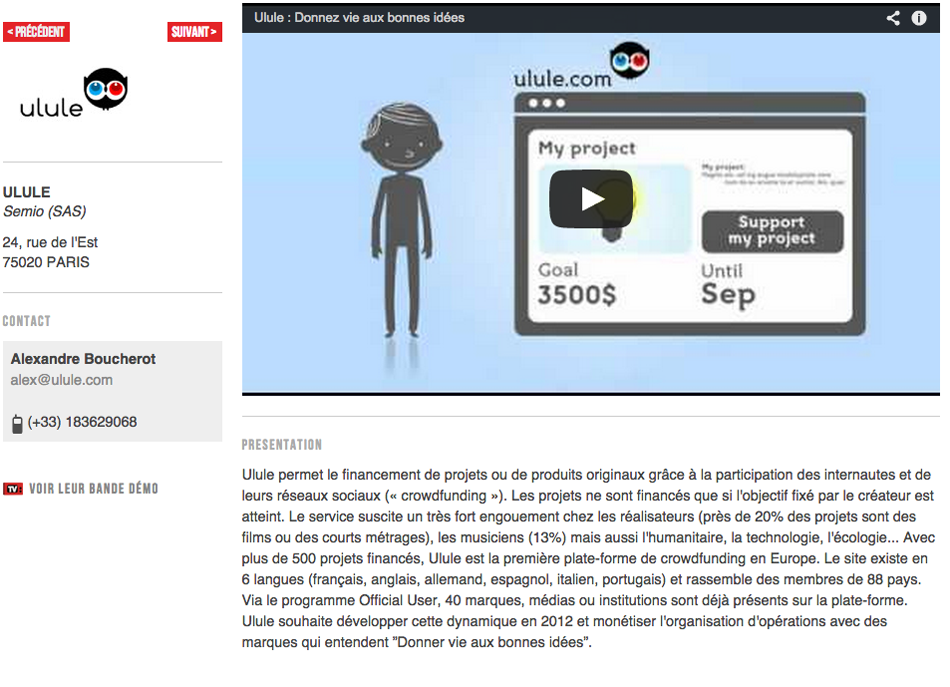 < PRÉCÉDENT
SUIVANT >
ulule
ULULE
Semio (SAS)
24, rue de l'Est
75020 PARIS
CONTACT
Alexandre Boucherot
alex@ulule.com
(+33) 183629068
TV
VOIR LEUR BANDE DÉMO
Ulule : Donnez vie aux bonnes idées
ulule.com
My project
My project:
Support
my project
Goal
3500$
Until
Sep
PRESENTATION
Ulule permet le financement de projets ou de produits originaux grâce à la participation des internautes et de
leurs réseaux sociaux (« crowdfunding »). Les projets ne sont financés que si l'objectif fixé par le créateur est
atteint. Le service suscite un très fort engouement chez les réalisateurs (près de 20% des projets sont des
films ou des courts métrages), les musiciens (13%) mais aussi l'humanitaire, la technologie, l'écologie... Avec
plus de 500 projets financés, Ulule est la première plate-forme de crowdfunding en Europe. Le site existe en
6 langues (français, anglais, allemand, espagnol, italien, portugais) et rassemble des membres de 88 pays.
Via le programme Official User, 40 marques, médias ou institutions sont déjà présents sur la plate-forme.
Ulule souhaite développer cette dynamique en 2012 et monétiser l'organisation d'opérations avec des
marques qui entendent "Donner vie aux bonnes idées".